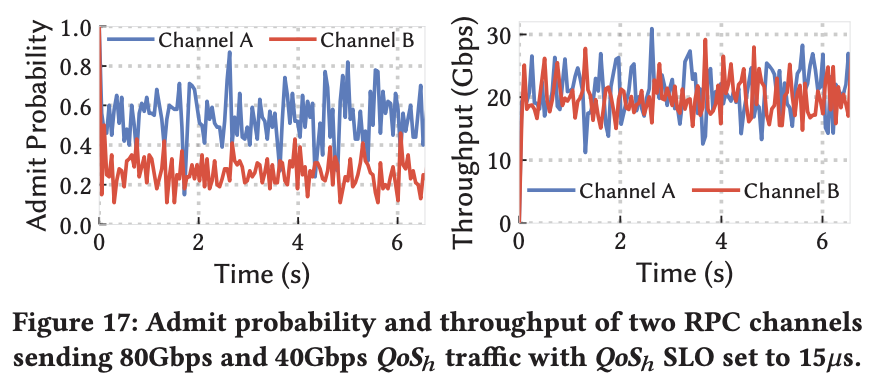 Admit Probability
1.0
0.8
0.6
0.4
0.2
0.0
Channel A
Channel B
0
2
4
6
Time (s)
Throughput (Gbps)
30
20
10
0
Channel A
Channel B
0
2
4
6
Time (s)
Figure 17: Admit probability and throughput of two RPC channels
sending 80Gbps and 40Gbps QoSₕ traffic with QoSₕ SLO set to 15μs.